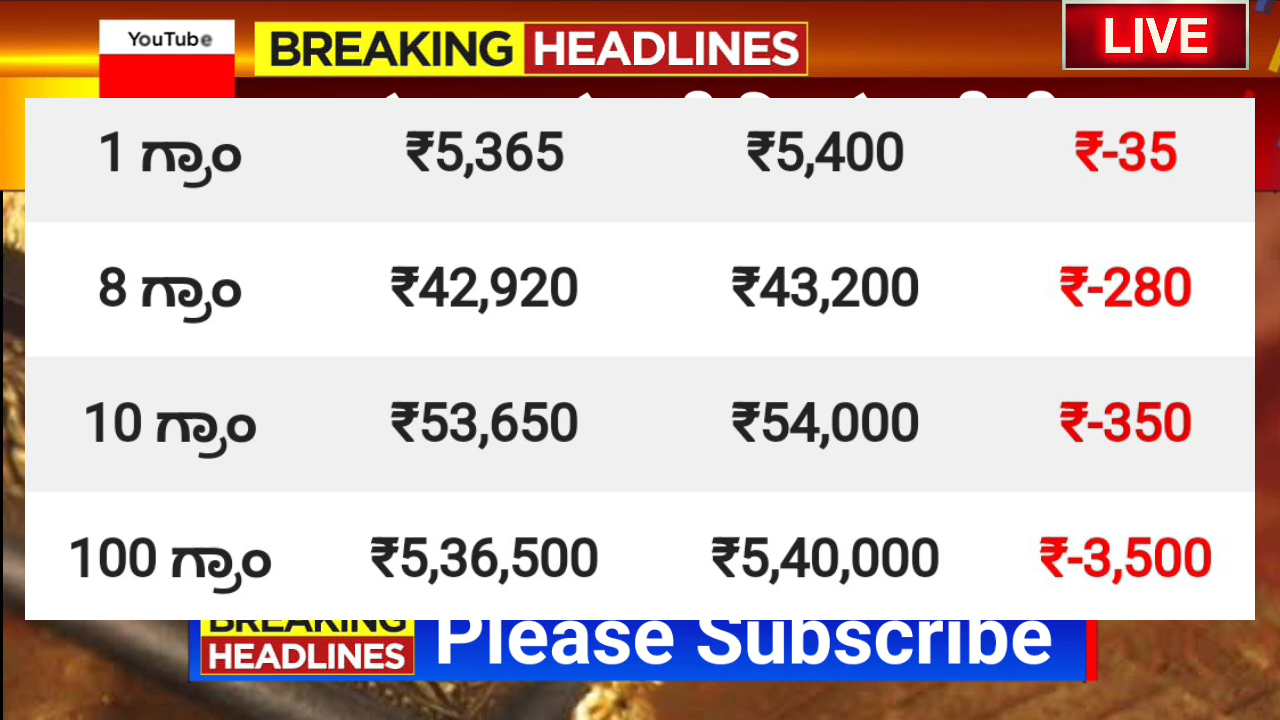 YouTube
BREAKING HEADLINES
LIVE
1 ಗ್ರಾಂ ₹5,365 ₹5,400 ₹-35
8 ಗ್ರಾಂ ₹42,920 ₹43,200 ₹-280
10 ಗ್ರಾಂ ₹53,650 ₹54,000 ₹-350
100 ಗ್ರಾಂ ₹5,36,500 ₹5,40,000 ₹-3,500
BREAKING
HEADLINES
Please Subscribe